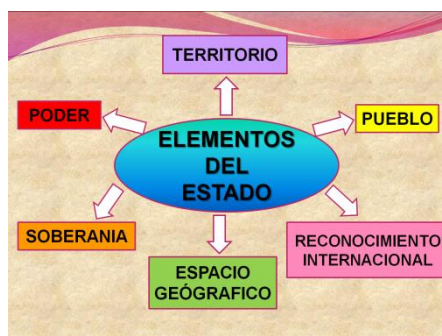 TERRITORIO
PODER
PUEBLO
ELEMENTOS
DEL
ESTADO
SOBERANIA
RECONOCIMIENTO
INTERNACIONAL
ESPACIO
GEÓGRAFICO